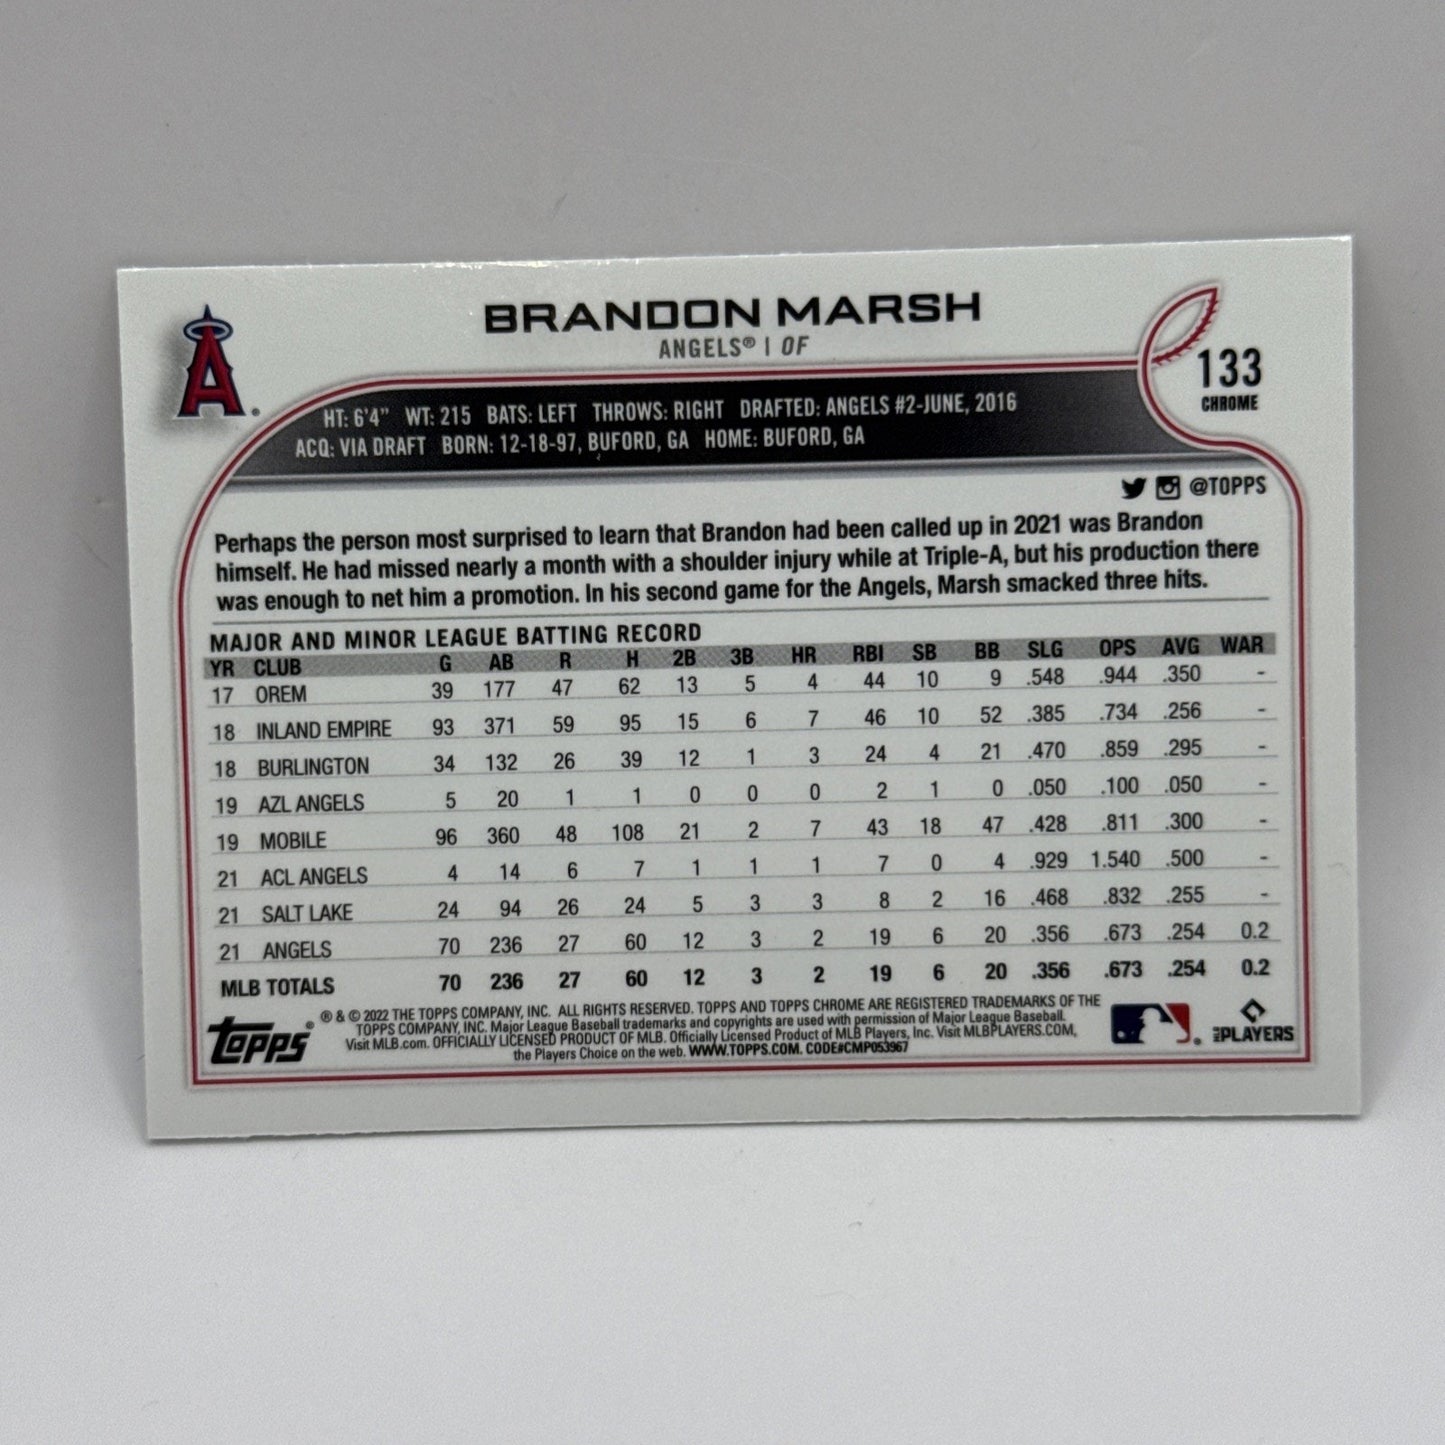 BRANDON MARSH
ANGELS® | OF
A
133
CHROME
HT: 6'4" WT: 215 BATS: LEFT THROWS: RIGHT DRAFTED: ANGELS #2-JUNE, 2016
ACQ: VIA DRAFT BORN: 12-18-97, BUFORD, GA HOME: BUFORD, GA
@TOPPS
Perhaps the person most surprised to learn that Brandon had been called up in 2021 was Brandon
himself. He had missed nearly a month with a shoulder injury while at Triple-A, but his production there
was enough to net him a promotion. In his second game for the Angels, Marsh smacked three hits.
MAJOR AND MINOR LEAGUE BATTING RECORD
YR CLUB G AB R H 2B 3B HR RBI SB BB SLG OPS AVG WAR
17 OREM 39 177 47 62 13 5 4 44 10 9 .548 .944 .350 -
18 INLAND EMPIRE 93 371 59 95 15 6 7 46 10 52 .385 .734 .256 -
18 BURLINGTON 34 132 26 39 12 1 3 24 4 21 .470 .859 .295 -
19 AZL ANGELS 5 20 1 1 0 0 0 2 1 0 .050 .100 .050 -
19 MOBILE 96 360 48 108 21 2 7 43 18 47 .428 .811 .300 -
21 ACL ANGELS 4 14 6 7 1 1 1 7 0 4 .929 1.540 .500 -
21 SALT LAKE 24 94 26 24 5 3 3 8 2 16 .468 .832 .255 -
21 ANGELS 70 236 27 60 12 3 2 19 6 20 .356 .673 .254 0.2
MLB TOTALS 70 236 27 60 12 3 2 19 6 20 .356 .673 .254 0.2
topps®
® & © 2022 THE TOPPS COMPANY, INC. ALL RIGHTS RESERVED. TOPPS AND TOPPS CHROME ARE REGISTERED TRADEMARKS OF THE
TOPPS COMPANY, INC. Major League Baseball trademarks and copyrights are used with permission of Major League Baseball.
Visit MLB.com. OFFICIALLY LICENSED PRODUCT OF MLB. Officially Licensed Product of MLB Players, Inc. Visit MLBPLAYERS.COM,
the Players Choice on the web. WWW.TOPPS.COM. CODE#CMP053967
MLB PLAYERS